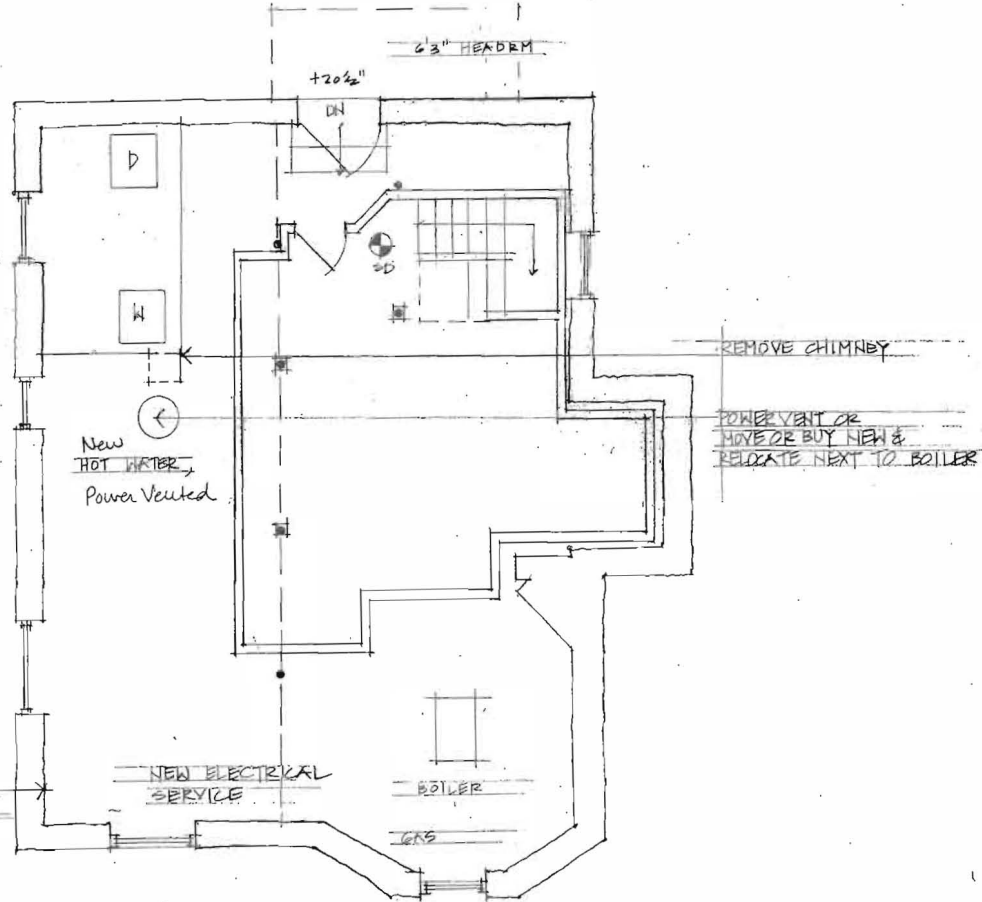 6'3" HEADRM
+20½"
DN
D
SD
W
REMOVE CHIMNEY
POWER VENT OR
MOVE OR BUY NEW &
RELOCATE NEXT TO BOILER
New
HOT WATER,
Power Vented
NEW ELECTRICAL
SERVICE
BOILER
GAS